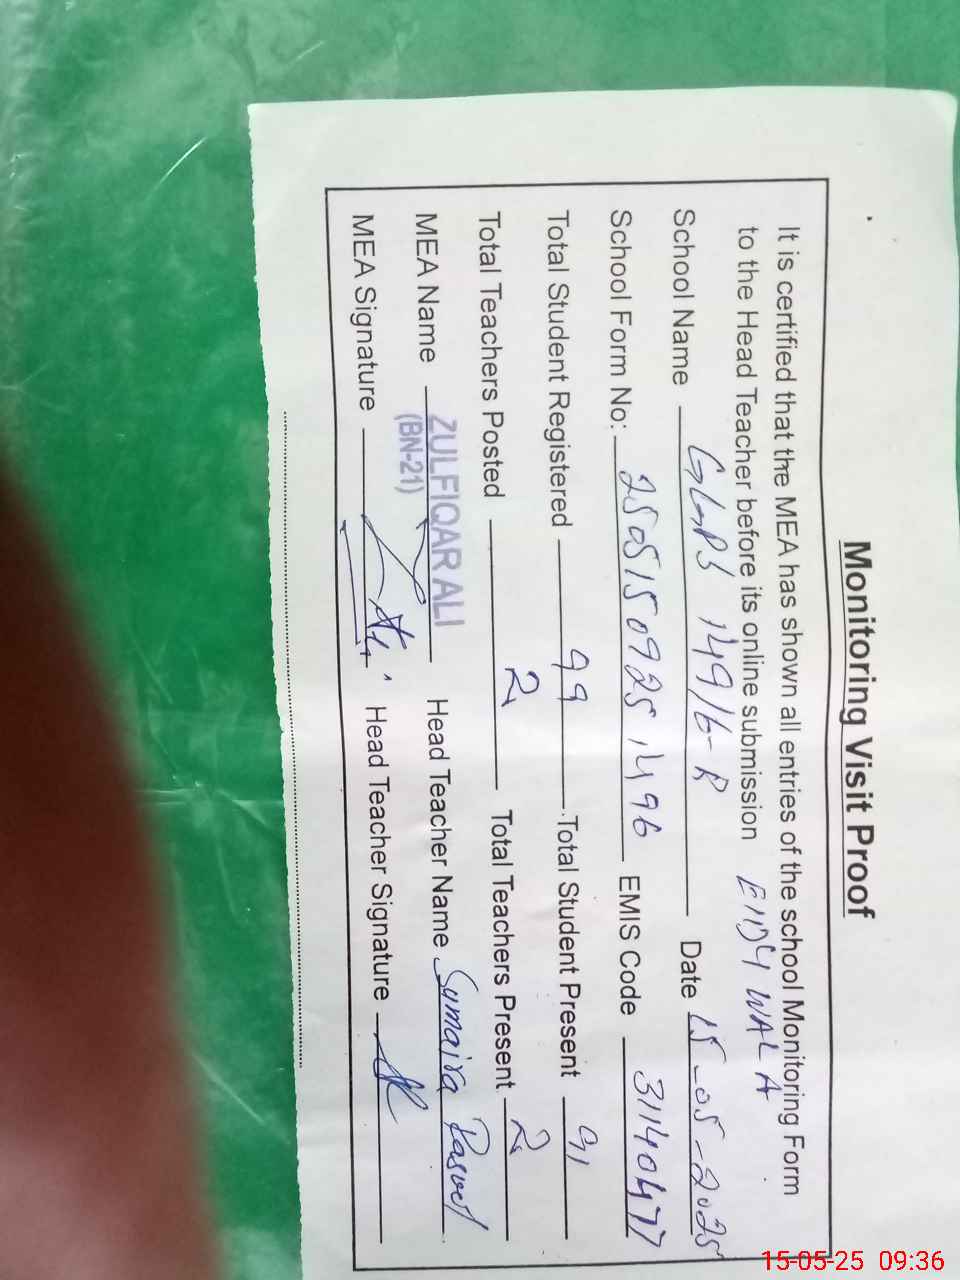 Monitoring Visit Proof
It is certified that the MEA has shown all entries of the school Monitoring Form
to the Head Teacher before its online submission
School Name GGPS 149/6-R Date 15-05-2025
School Form No: 25051509251496 EMIS Code 31140477
Total Student Registered 99 Total Student Present 91
Total Teachers Posted 2 Total Teachers Present 2
MEA Name ZULFIQAR ALI Head Teacher Name Sumaira Rasool
(BN-21)
MEA Signature Head Teacher Signature
15-05-25 09:36